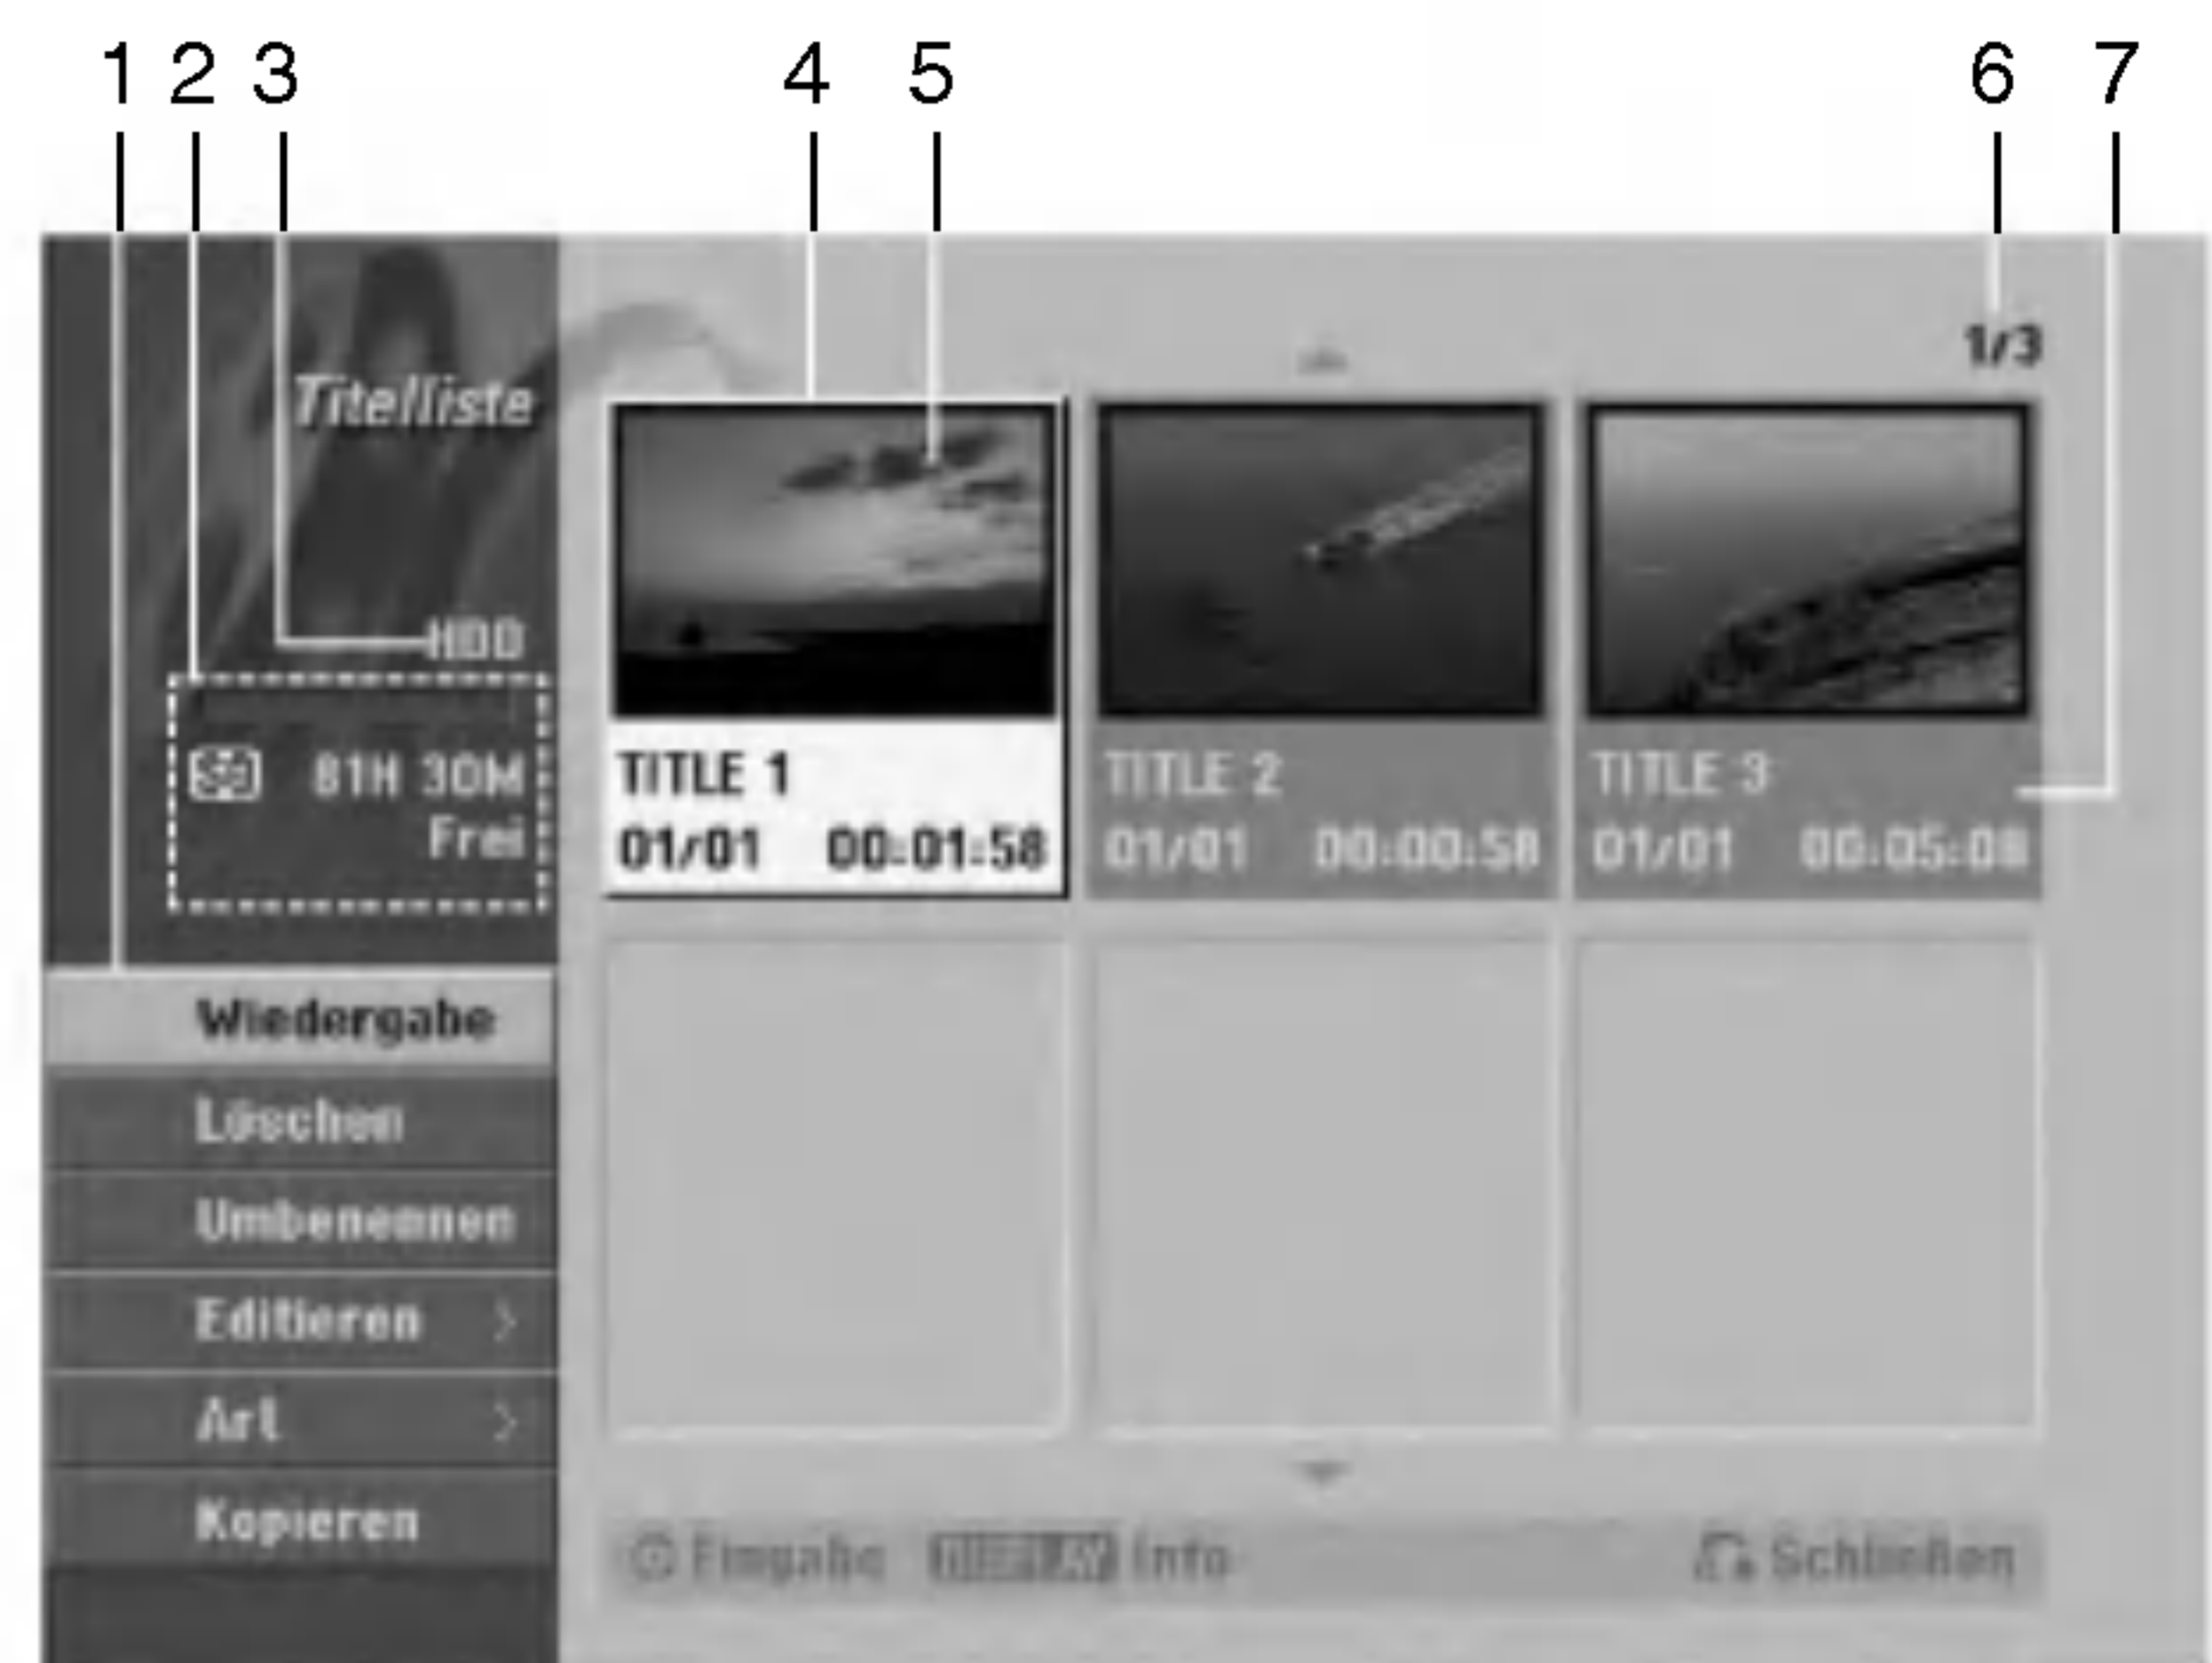 1 2 3 4 5 6 7
Titelliste
HDD
SQ 81H 30M
Frei
Wiedergabe
Löschen
Umbenennen
Editieren >
Art >
Kopieren
1/3
TITLE 1
01/01 00:01:58
TITLE 2
01/01 00:00:58
TITLE 3
01/01 00:05:08
Eingabe DISPLAY Info Schließen